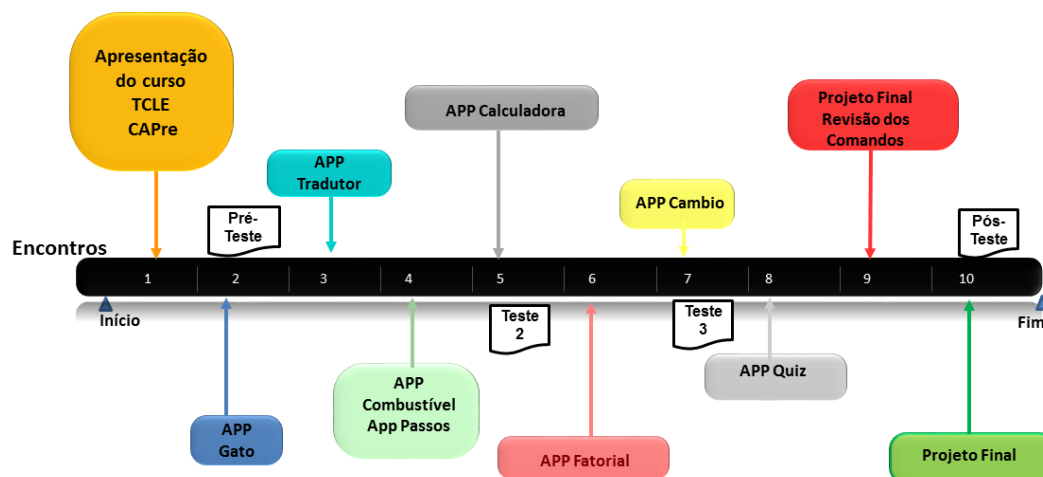 Apresentação
do curso
TCLE
CAPre
APP Calculadora
Projeto Final
Revisão dos
Comandos
APP
Tradutor
APP Cambio
Pré-
Teste
Pós-
Teste
Encontros
1 2 3 4 5 6 7 8 9 10
Início
Teste
2
Teste
3
Fim
APP
Combustível
App Passos
APP Quiz
APP
Gato
APP Fatorial
Projeto Final